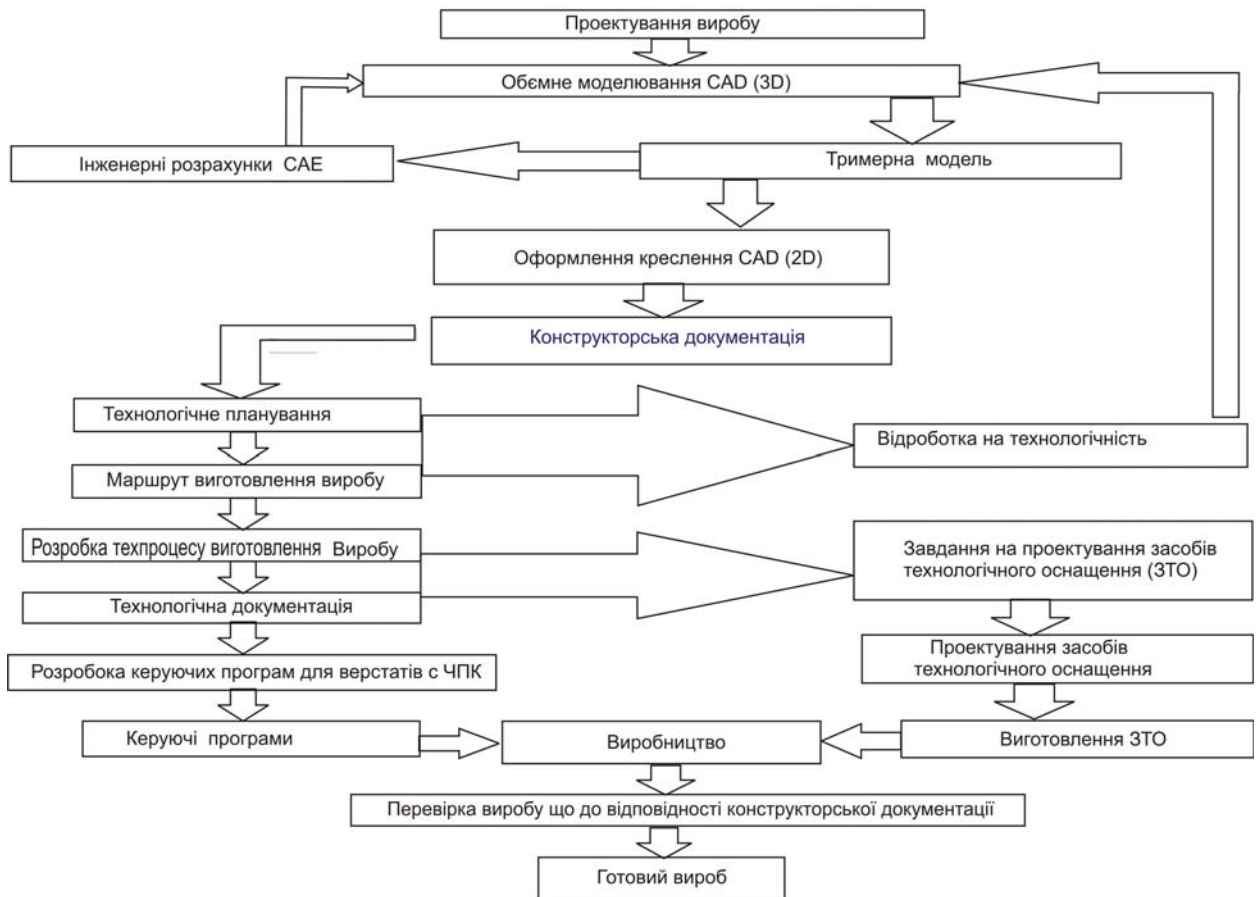 Проектування виробу
Обємне моделювання CAD (3D)
Інженерні розрахунки CAE
Тримерна модель
Оформлення креслення CAD (2D)
Конструкторська документація
Технологічне планування
Відроботка на технологічність
Маршрут виготовлення виробу
Розробка техпроцесу виготовлення Виробу
Завдання на проектування засобів
технологічного оснащення (ЗТО)
Технологічна документація
Проектування засобів
технологічного оснащення
Розробока керуючих програм для верстатів с ЧПК
Керуючі програми
Виробництво
Виготовлення ЗТО
Перевірка виробу що до відповідності конструкторської документації
Готовий вироб